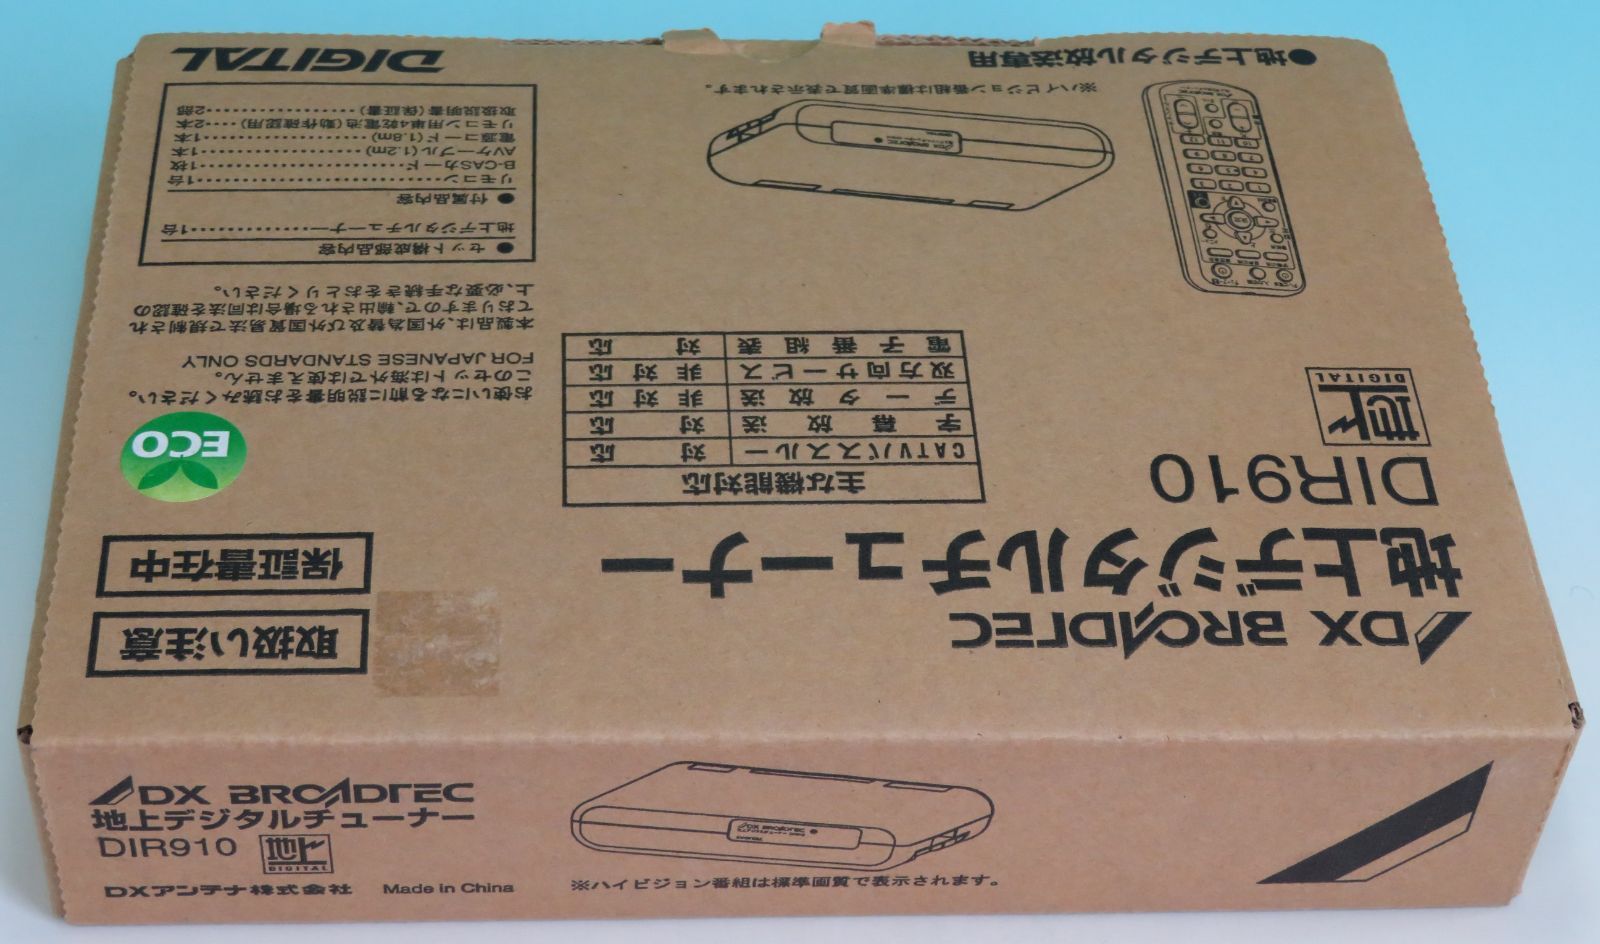 DX BROADTEC
地上デジタルチューナー
DIR910
地上
DIGITAL
取扱い注意
保証書在中
ECO
主な機能対応
CATVパススルー 対応
字幕放送 対応
データ放送 非対応
双方向サービス 非対応
電子番組表 対応
お使いになる前に説明書をお読みください。
このセットは海外では使えません。
FOR JAPANESE STANDARDS ONLY
本製品は、外国為替及び外国貿易法で規制され
ておりますので、輸出される場合は同法を確認の
上、必要な手続きをおとりください。
●セット構成部品内容
地上デジタルチューナー・・・・・・・・・・・・・1台
●付属品内容
リモコン・・・・・・・・・・・・・・・・・・・・・・1台
B-CASカード・・・・・・・・・・・・・・・・・・1枚
AVケーブル(1.2m)・・・・・・・・・・・・・・1本
電源コード(1.8m)・・・・・・・・・・・・・・・1本
リモコン用単4乾電池(動作確認用)・・・・2本
取扱説明書(保証書)・・・・・・・・・・・・・・2部
※ハイビジョン番組は標準画質で表示されます。
●地上デジタル放送専用
DIGITAL
DX BROADTEC
地上デジタルチューナー
DIR910
地上
DIGITAL
DXアンテナ株式会社 Made in China
DX BROADTEC
※ハイビジョン番組は標準画質で表示されます。